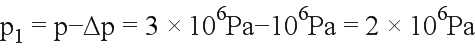 p₁ = p−Δp = 3 × 10⁶Pa−10⁶Pa = 2 × 10⁶Pa